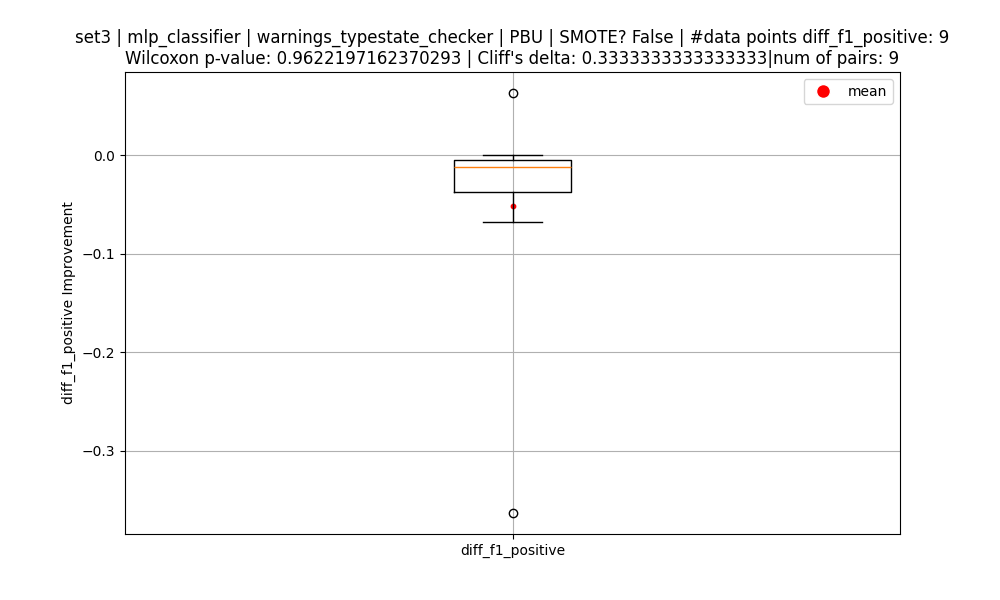 set3 | mlp_classifier | warnings_typestate_checker | PBU | SMOTE? False | #data points diff_f1_positive: 9
Wilcoxon p-value: 0.9622197162370293 | Cliff's delta: 0.3333333333333333|num of pairs: 9
mean
0.0
−0.1
−0.2
−0.3
diff_f1_positive Improvement
diff_f1_positive